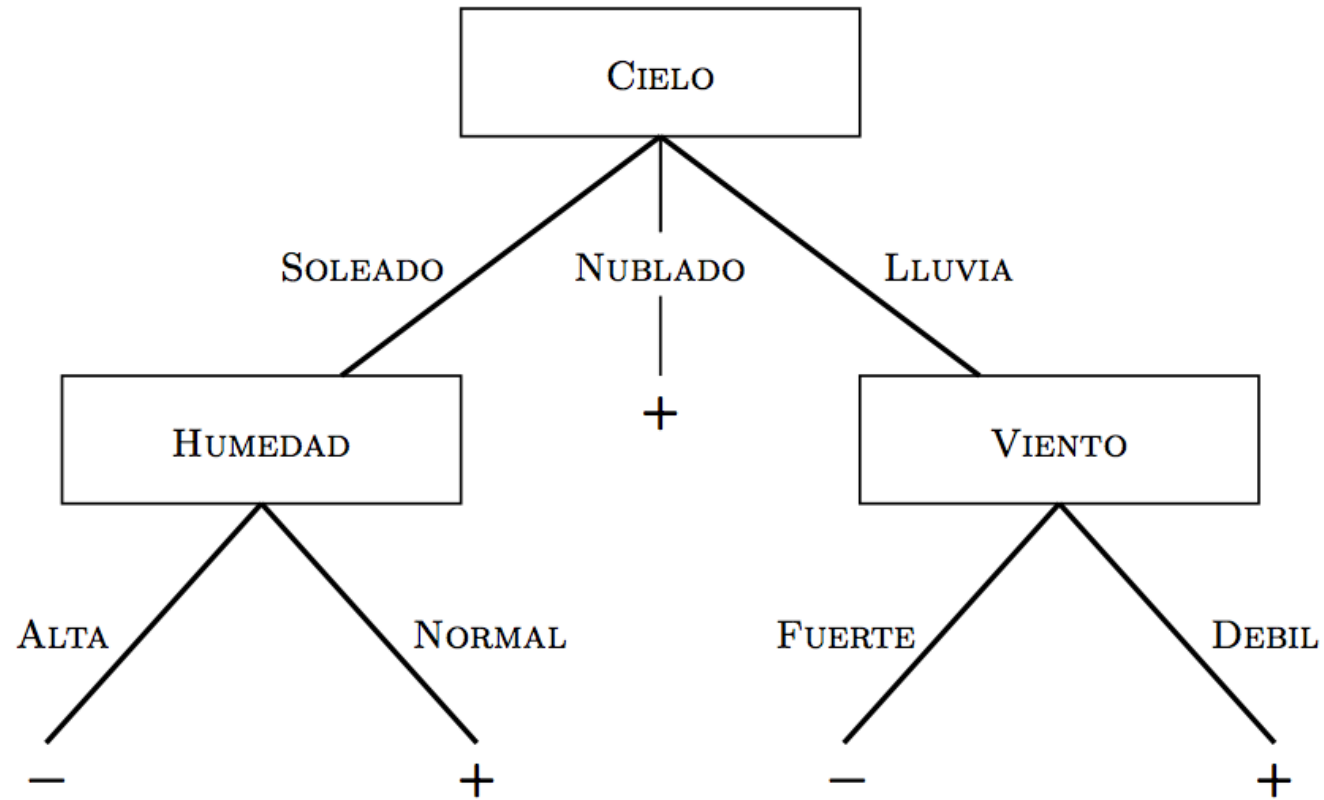 CIELO
SOLEADO NUBLADO LLUVIA
+
HUMEDAD VIENTO
ALTA NORMAL FUERTE DEBIL
− + − +